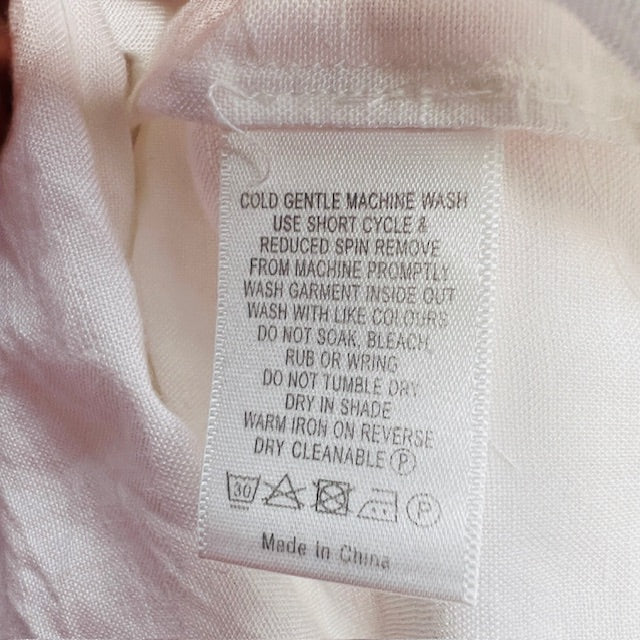 COLD GENTLE MACHINE WASH
USE SHORT CYCLE &
REDUCED SPIN REMOVE
FROM MACHINE PROMPTLY
WASH GARMENT INSIDE OUT
WASH WITH LIKE COLOURS
DO NOT SOAK, BLEACH,
RUB OR WRING
DO NOT TUMBLE DRY
DRY IN SHADE
WARM IRON ON REVERSE
DRY CLEANABLE Ⓟ
30 P
Made in China